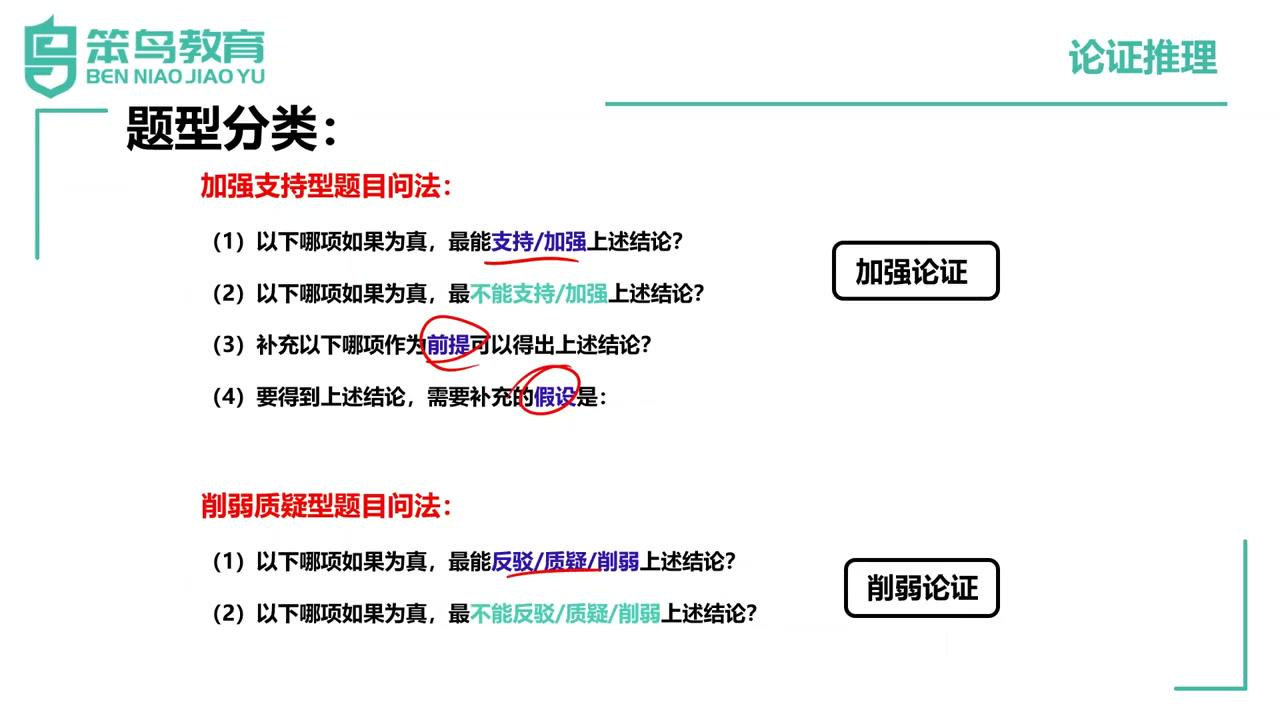 笨鸟教育
BEN NIAO JIAO YU
论证推理
题型分类：
加强支持型题目问法：
（1）以下哪项如果为真，最能支持/加强上述结论？
（2）以下哪项如果为真，最不能支持/加强上述结论？
（3）补充以下哪项作为前提可以得出上述结论？
（4）要得到上述结论，需要补充的假设是：
加强论证
削弱质疑型题目问法：
（1）以下哪项如果为真，最能反驳/质疑/削弱上述结论？
（2）以下哪项如果为真，最不能反驳/质疑/削弱上述结论？
削弱论证